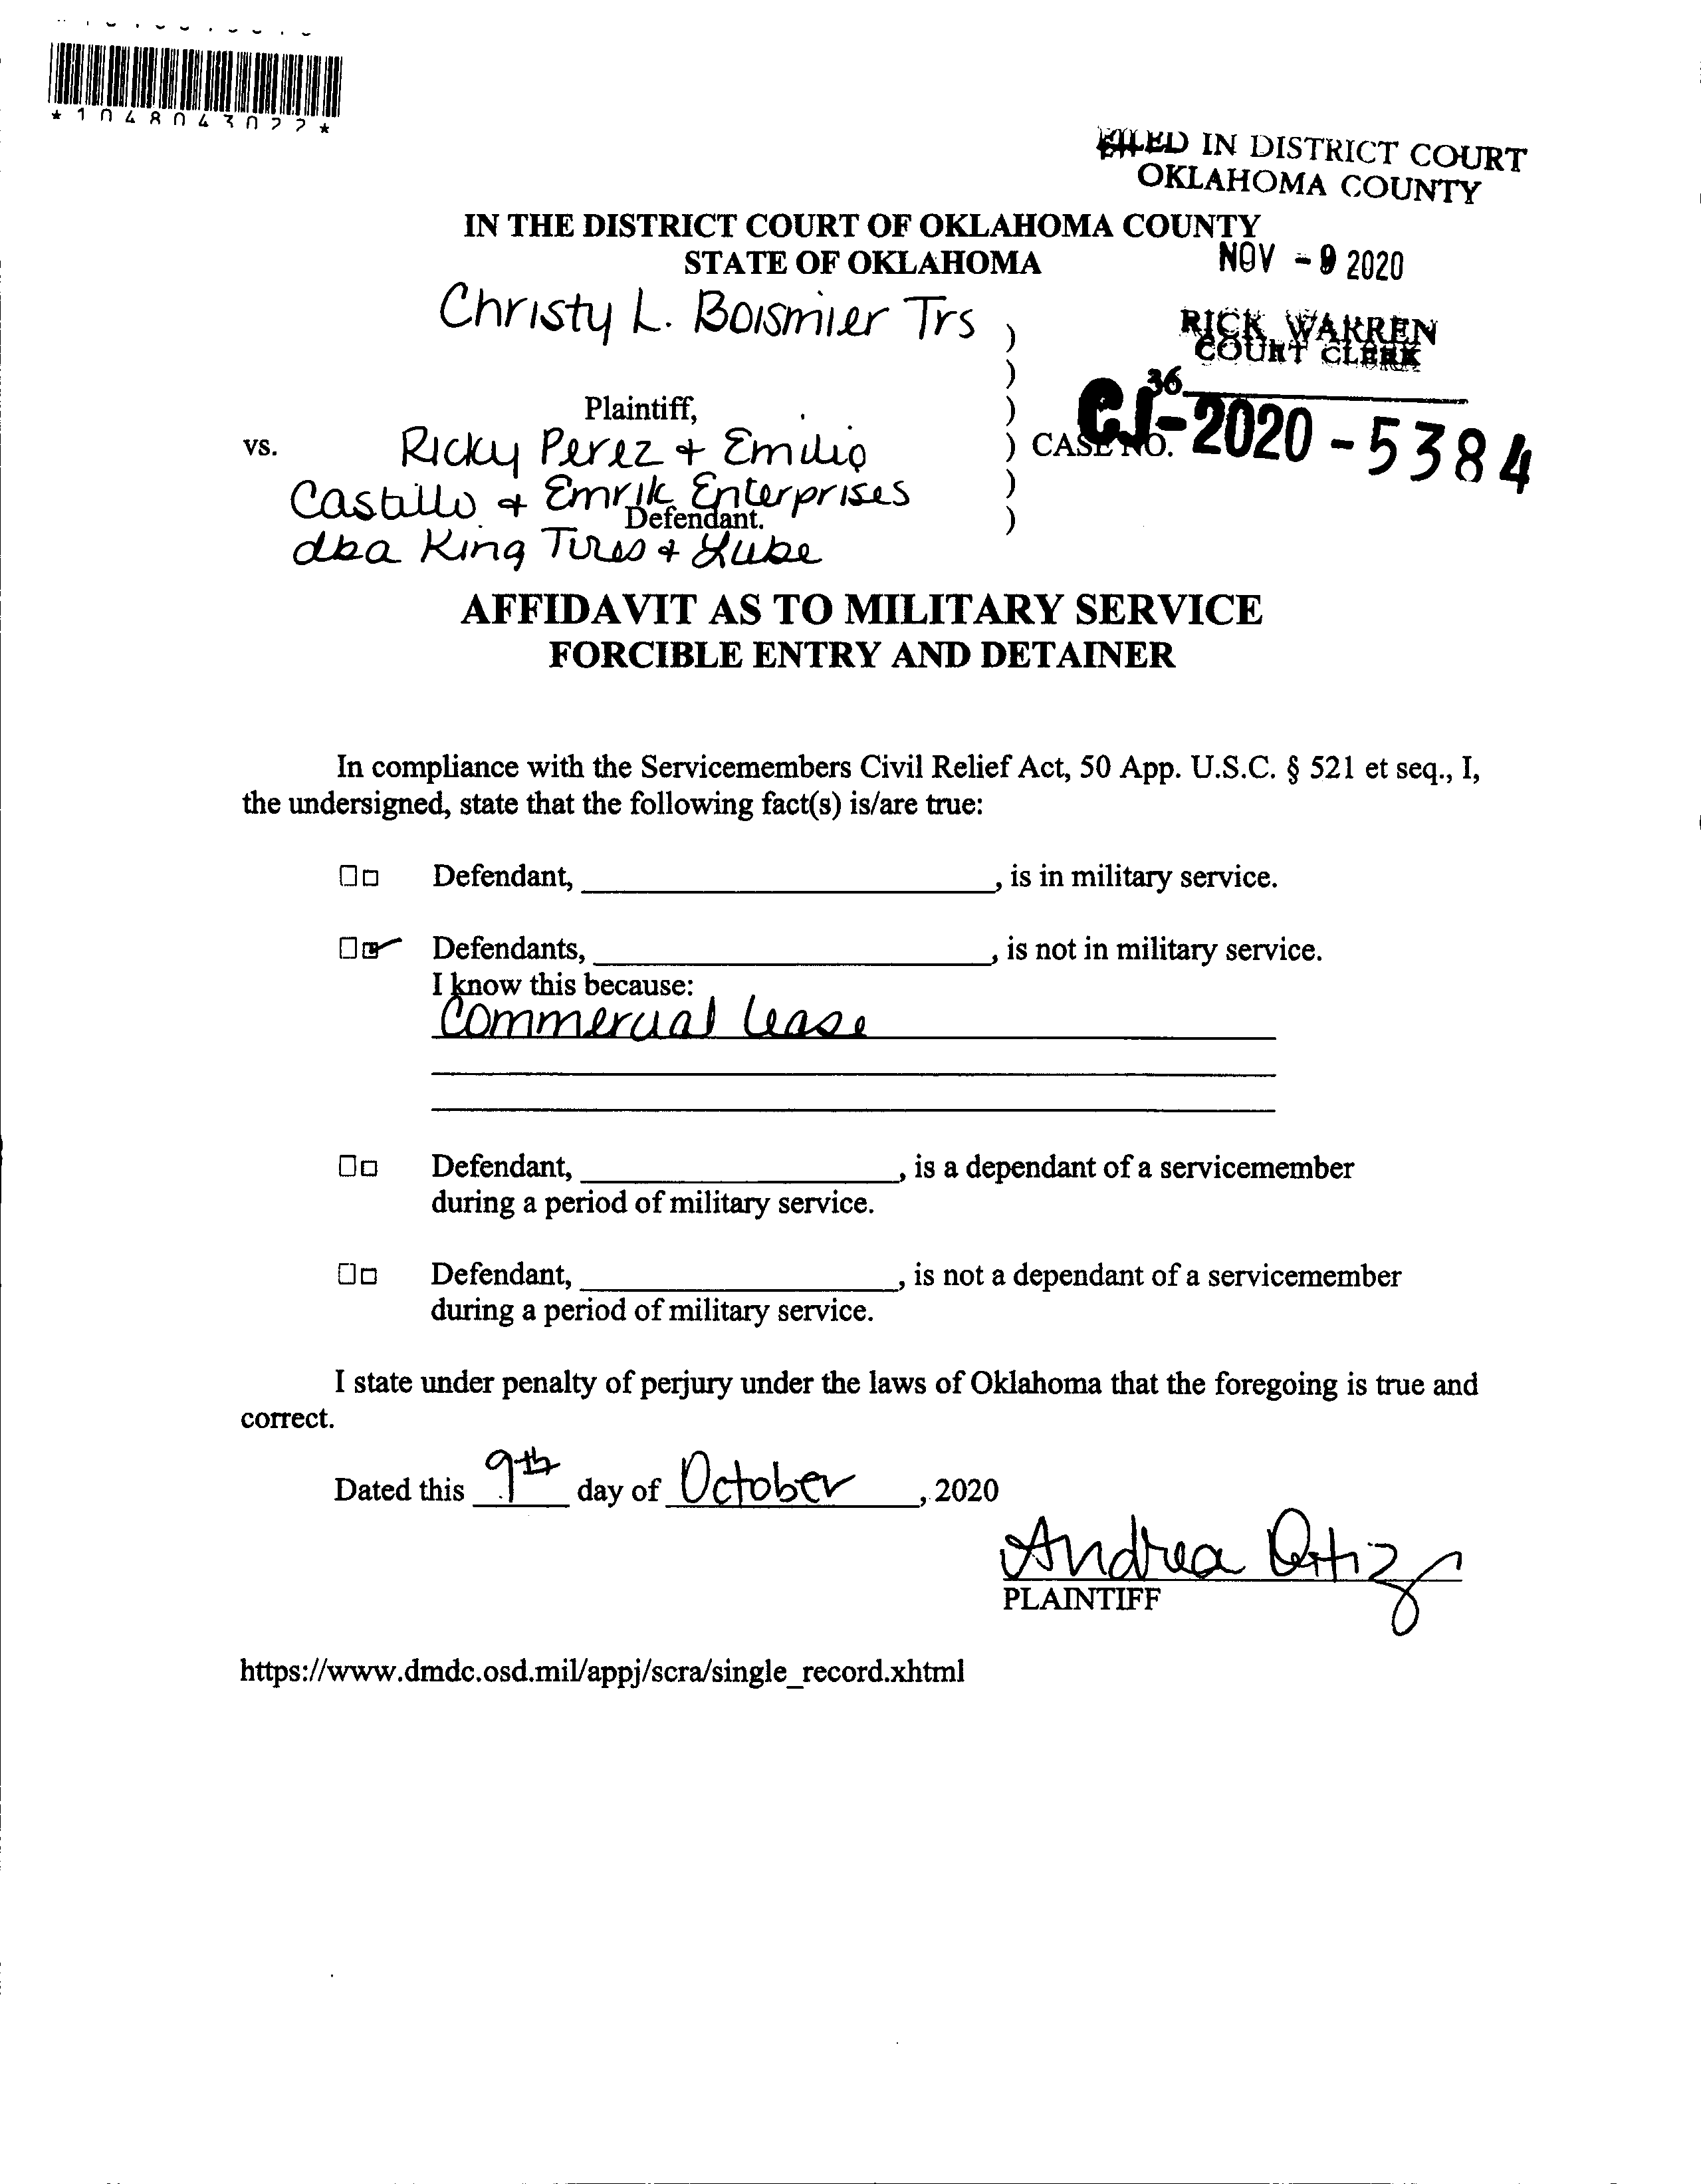 *1048043022*
FILED IN DISTRICT COURT
OKLAHOMA COUNTY
IN THE DISTRICT COURT OF OKLAHOMA COUNTY
STATE OF OKLAHOMA
NOV - 9 2020
Christy L. Boismier Trs )
RICK WARREN
COURT CLERK
)
36
Plaintiff, )
vs. Ricky Perez + Emilio ) CASE NO. CJ-2020-5384
Castillo + Emrik Enterprises )
Defendant. )
dba King Tires + Lube
AFFIDAVIT AS TO MILITARY SERVICE
FORCIBLE ENTRY AND DETAINER
In compliance with the Servicemembers Civil Relief Act, 50 App. U.S.C. § 521 et seq., I,
the undersigned, state that the following fact(s) is/are true:
Defendant, , is in military service.
Defendants, , is not in military service.
I know this because:
Commercial lease
Defendant, , is a dependant of a servicemember
during a period of military service.
Defendant, , is not a dependant of a servicemember
during a period of military service.
I state under penalty of perjury under the laws of Oklahoma that the foregoing is true and
correct.
Dated this 9th day of October , 2020
Andrea Ortiz
PLAINTIFF
https://www.dmdc.osd.mil/appj/scra/single_record.xhtml